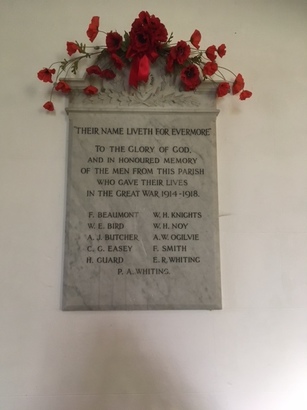 "THEIR NAME LIVETH FOR EVERMORE"
TO THE GLORY OF GOD,
AND IN HONOURED MEMORY
OF THE MEN FROM THIS PARISH
WHO GAVE THEIR LIVES
IN THE GREAT WAR 1914-1918.
F. BEAUMONT W. H. KNIGHTS
W. E. BIRD W. H. NOY
A. J. BUTCHER A. W. OGILVIE
C. G. EASEY F. SMITH
H. GUARD E. R. WHITING
P. A. WHITING.